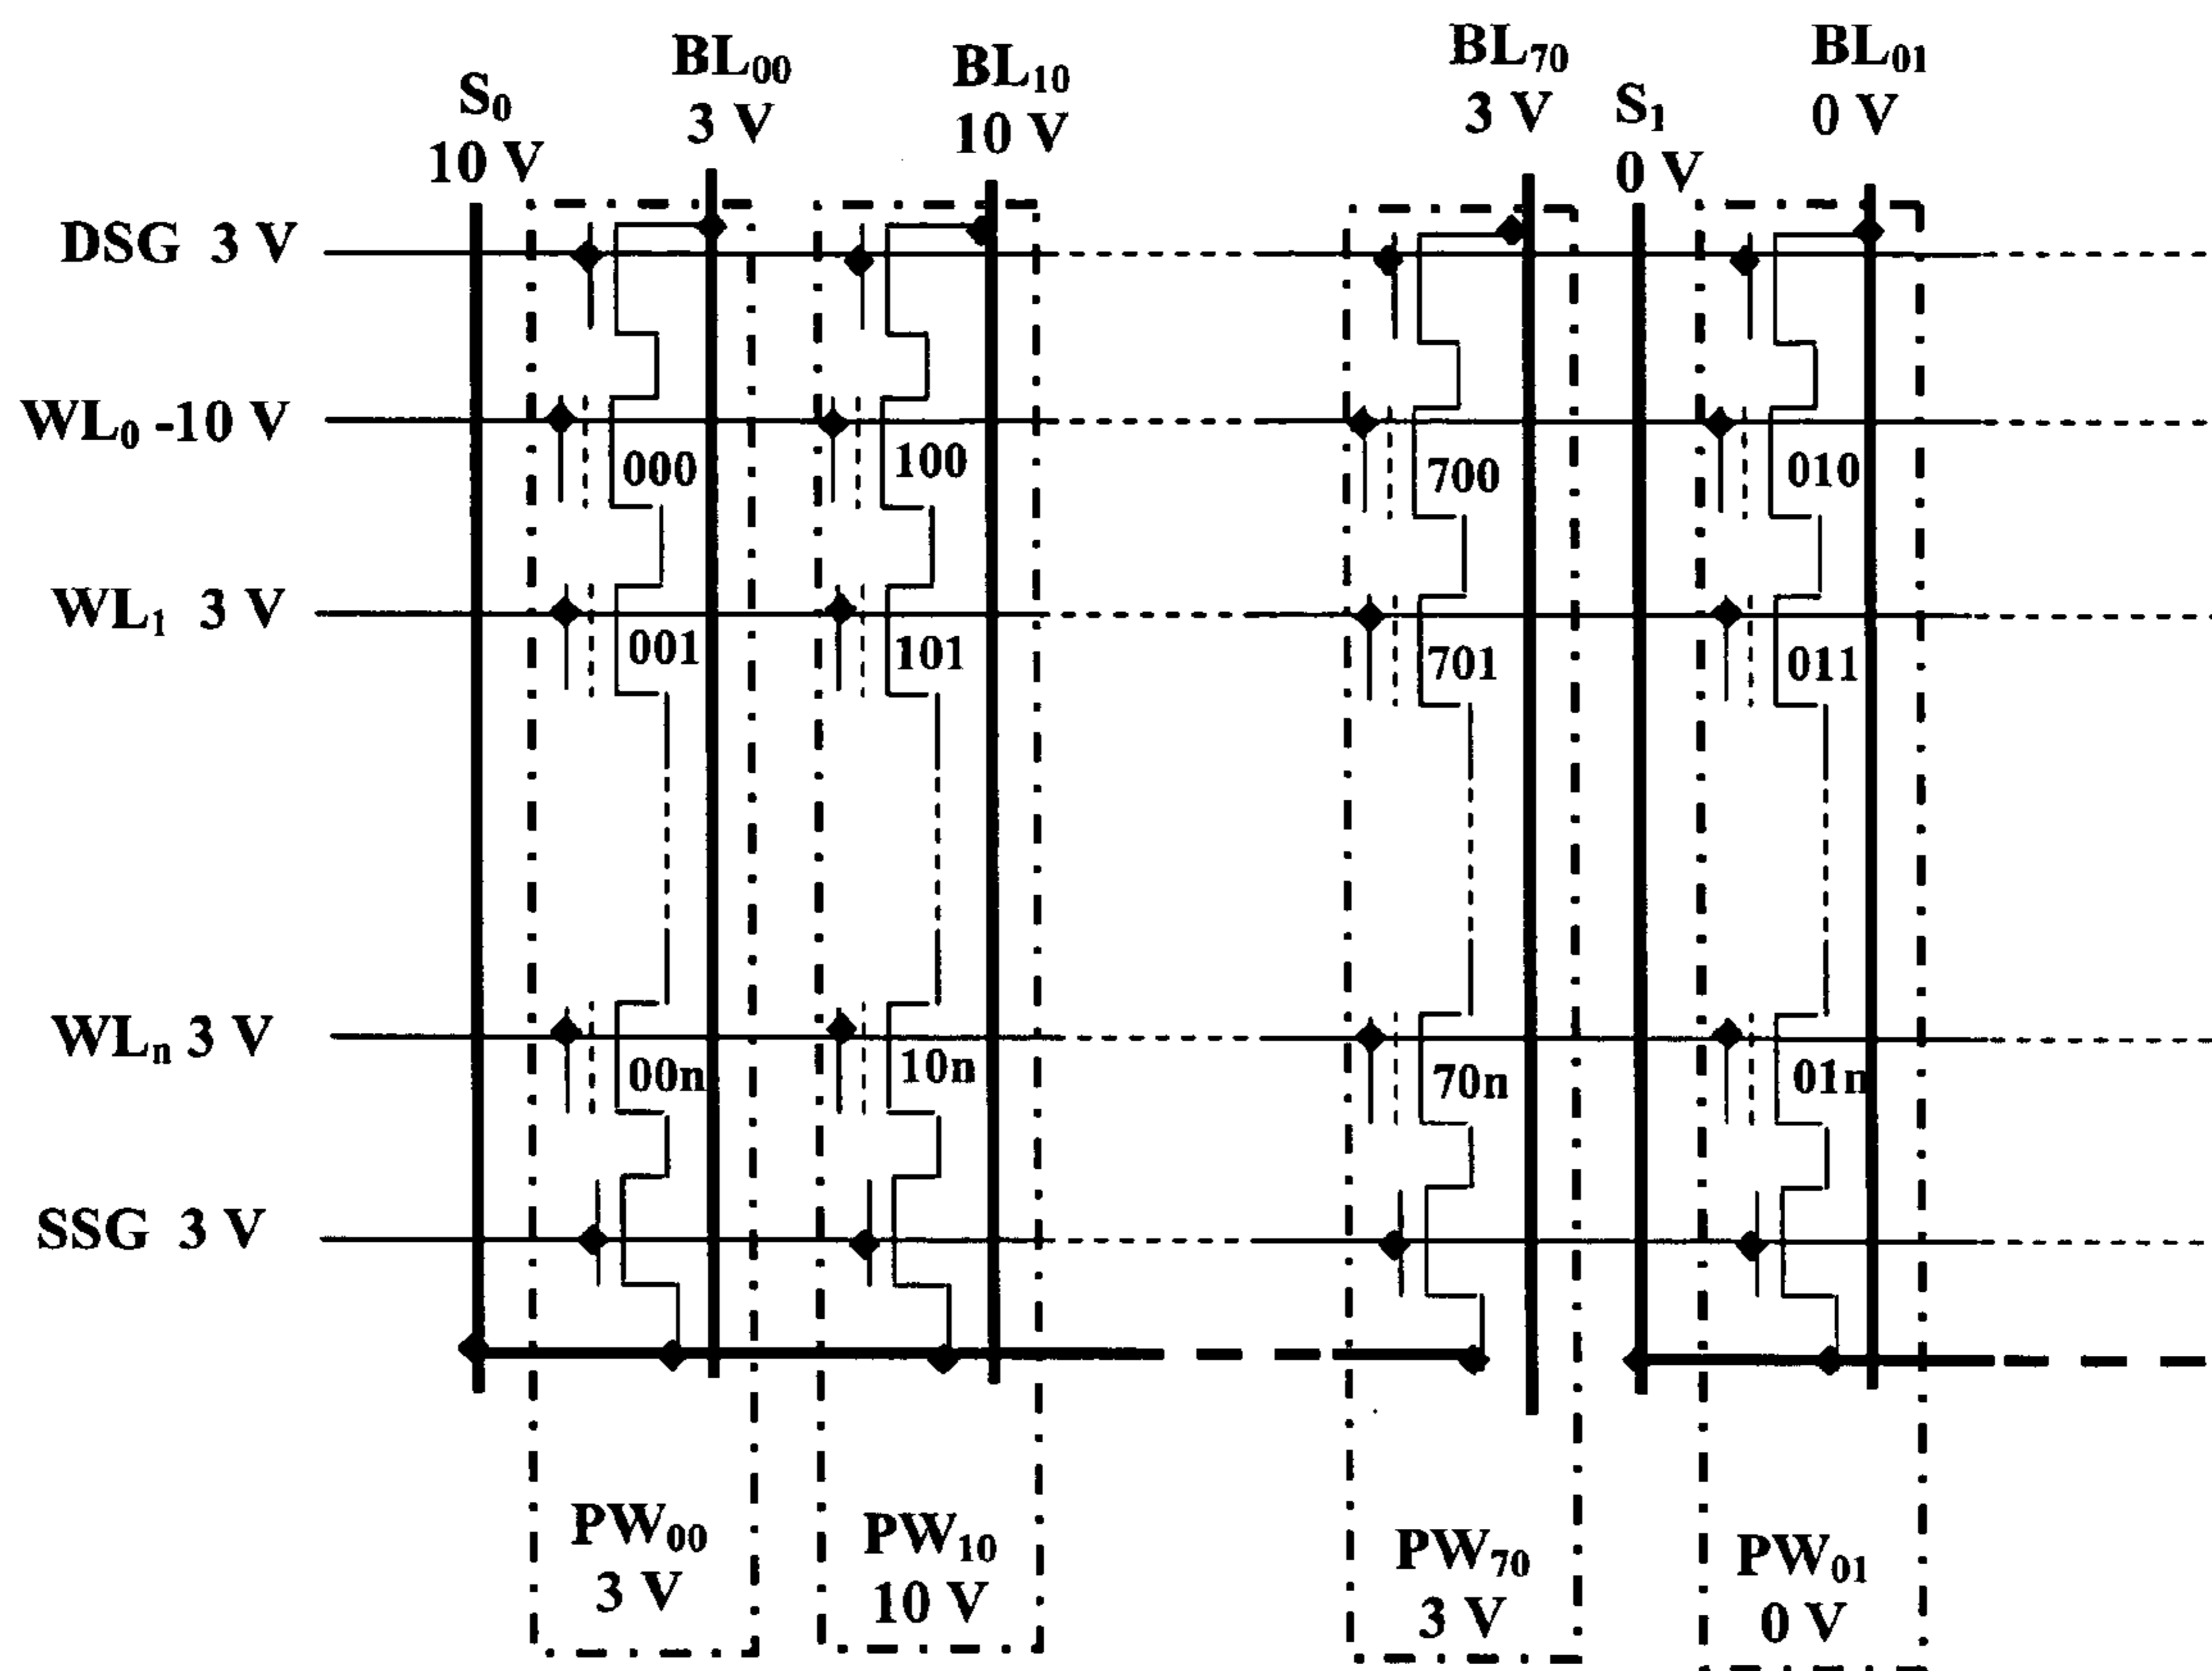 S₀
10 V
BL₀₀
3 V
BL₁₀
10 V
BL₇₀
3 V
S₁
0 V
BL₀₁
0 V
DSG 3 V
WL₀ -10 V
000
100
700
010
WL₁ 3 V
001
101
701
011
WLₙ 3 V
00n
10n
70n
01n
SSG 3 V
PW₀₀
3 V
PW₁₀
10 V
PW₇₀
3 V
PW₀₁
0 V